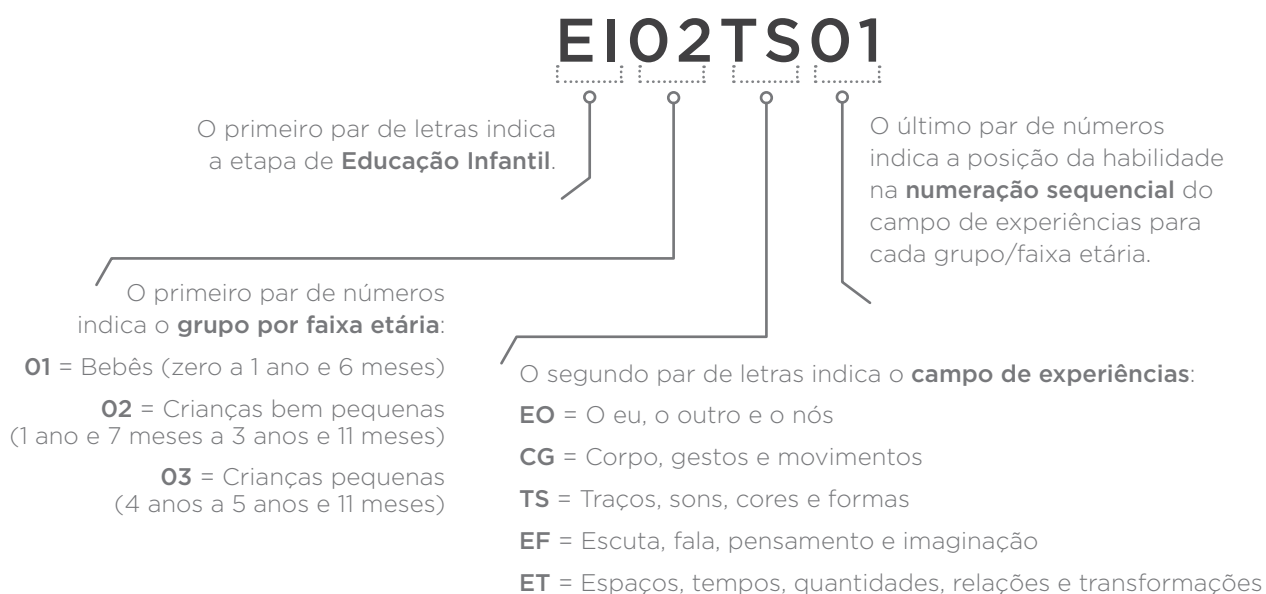 EI02TS01
O primeiro par de letras indica
a etapa de Educação Infantil.
O último par de números
indica a posição da habilidade
na numeração sequencial do
campo de experiências para
cada grupo/faixa etária.
O primeiro par de números
indica o grupo por faixa etária:
01 = Bebês (zero a 1 ano e 6 meses)
02 = Crianças bem pequenas
(1 ano e 7 meses a 3 anos e 11 meses)
03 = Crianças pequenas
(4 anos a 5 anos e 11 meses)
O segundo par de letras indica o campo de experiências:
EO = O eu, o outro e o nós
CG = Corpo, gestos e movimentos
TS = Traços, sons, cores e formas
EF = Escuta, fala, pensamento e imaginação
ET = Espaços, tempos, quantidades, relações e transformações